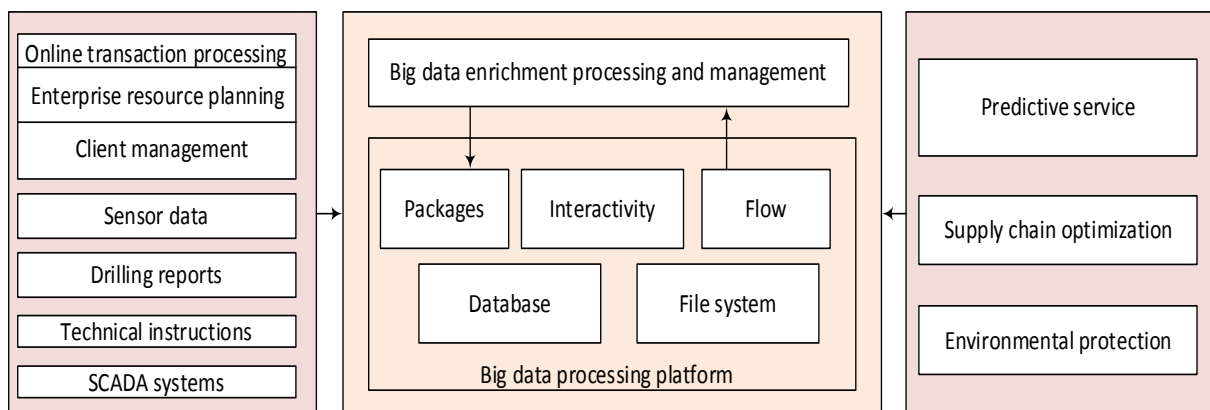 Online transaction processing
Enterprise resource planning
Client management
Sensor data
Drilling reports
Technical instructions
SCADA systems
Big data enrichment processing and management
Packages
Interactivity
Flow
Database
File system
Big data processing platform
Predictive service
Supply chain optimization
Environmental protection